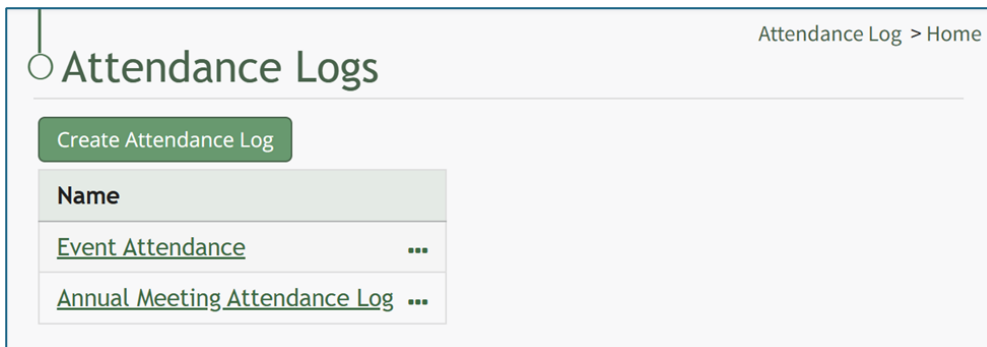 Attendance Log > Home
Attendance Logs
Create Attendance Log
Name
Event Attendance
Annual Meeting Attendance Log